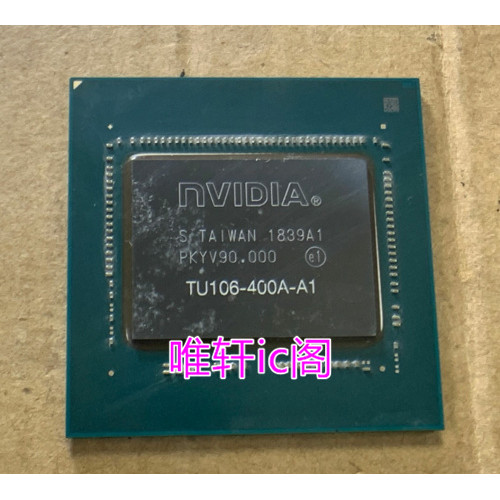 nVIDIA®
S TAIWAN 1839A1
PKYV90.000 e1
TU106-400A-A1
唯轩ic阁